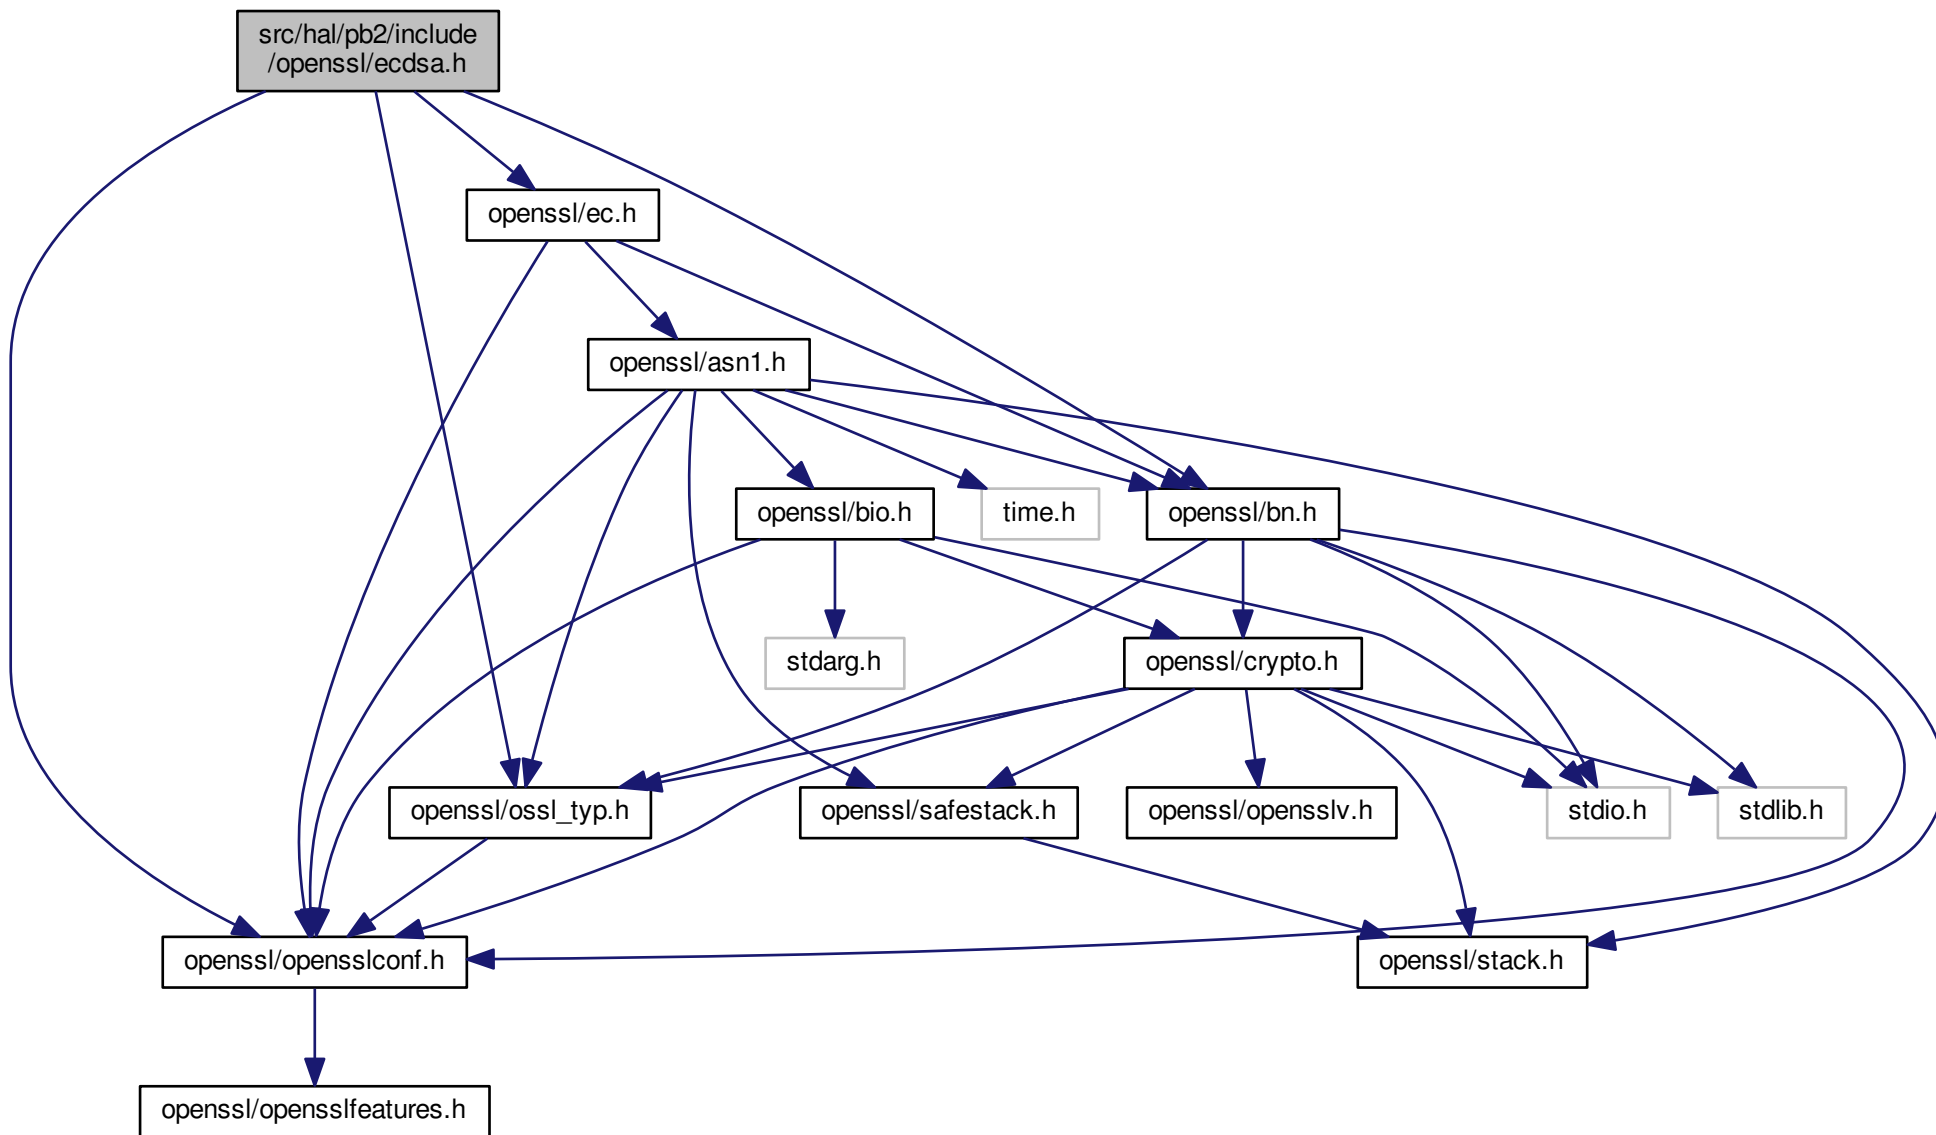 src/hal/pb2/include
/openssl/ecdsa.h
openssl/ec.h
openssl/asn1.h
openssl/bio.h
time.h
openssl/bn.h
stdarg.h
openssl/crypto.h
openssl/ossl_typ.h
openssl/safestack.h
openssl/opensslv.h
stdio.h
stdlib.h
openssl/opensslconf.h
openssl/stack.h
openssl/opensslfeatures.h